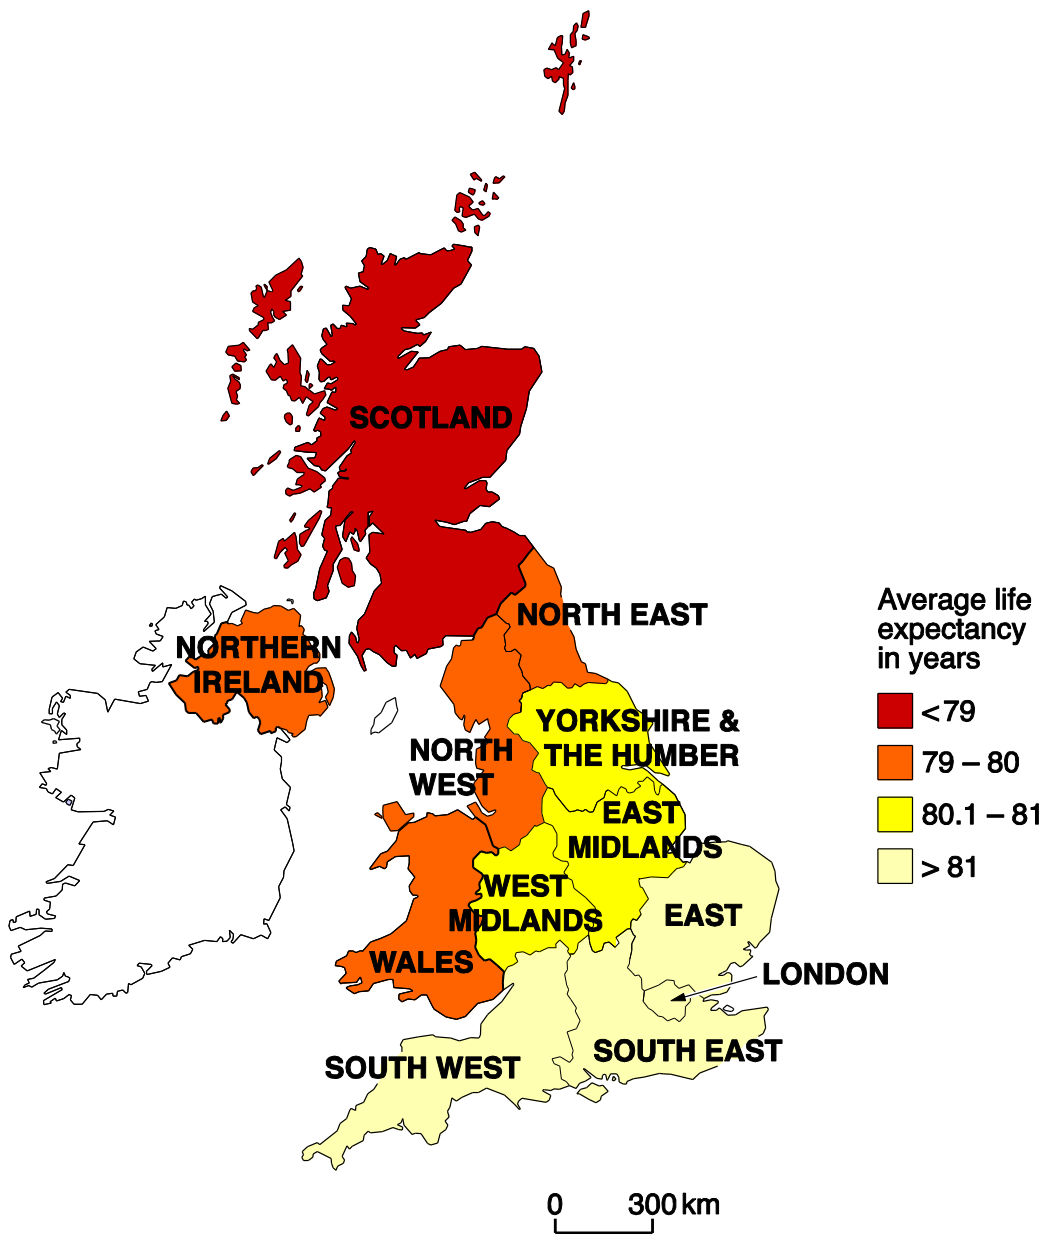 SCOTLAND
NORTH EAST
NORTHERN
IRELAND
YORKSHIRE &
THE HUMBER
NORTH
WEST
EAST
MIDLANDS
WEST
MIDLANDS
EAST
WALES
LONDON
SOUTH EAST
SOUTH WEST
Average life
expectancy
in years
<79
79 – 80
80.1 – 81
> 81
0 300 km